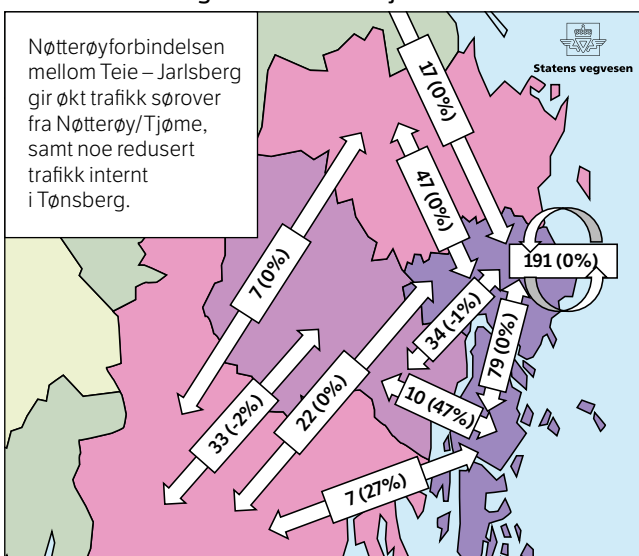 Nøtterøyforbindelsen
mellom Teie – Jarlsberg
gir økt trafikk sørover
fra Nøtterøy/Tjøme,
samt noe redusert
trafikk internt
i Tønsberg.
Statens vegvesen
17 (0%)
47 (0%)
191 (0%)
7 (0%)
34 (-1%)
79 (0%)
22 (0%)
10 (47%)
33 (-2%)
7 (27%)